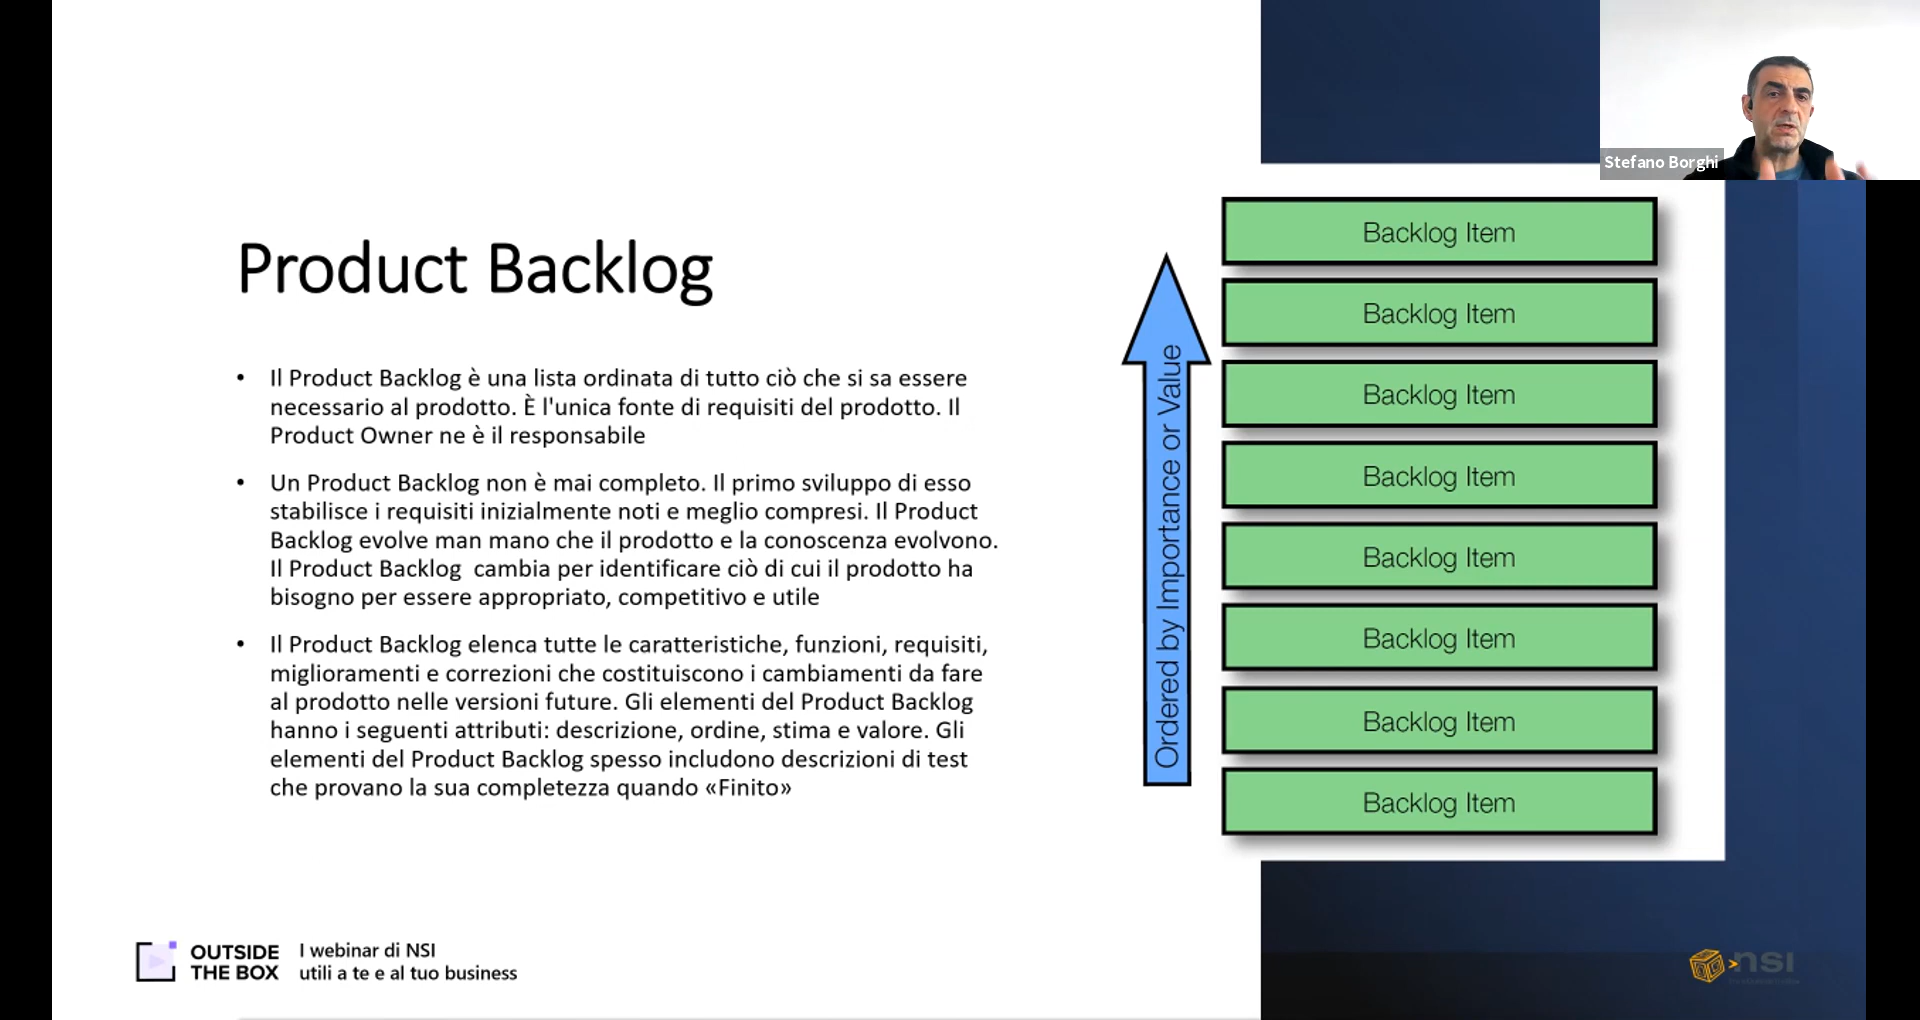 Stefano Borghi
Product Backlog
• Il Product Backlog è una lista ordinata di tutto ciò che si sa essere
necessario al prodotto. È l'unica fonte di requisiti del prodotto. Il
Product Owner ne è il responsabile
• Un Product Backlog non è mai completo. Il primo sviluppo di esso
stabilisce i requisiti inizialmente noti e meglio compresi. Il Product
Backlog evolve man mano che il prodotto e la conoscenza evolvono.
Il Product Backlog  cambia per identificare ciò di cui il prodotto ha
bisogno per essere appropriato, competitivo e utile
• Il Product Backlog elenca tutte le caratteristiche, funzioni, requisiti,
miglioramenti e correzioni che costituiscono i cambiamenti da fare
al prodotto nelle versioni future. Gli elementi del Product Backlog
hanno i seguenti attributi: descrizione, ordine, stima e valore. Gli
elementi del Product Backlog spesso includono descrizioni di test
che provano la sua completezza quando «Finito»
Ordered by Importance or Value
Backlog Item
Backlog Item
Backlog Item
Backlog Item
Backlog Item
Backlog Item
Backlog Item
Backlog Item
OUTSIDE
THE BOX
I webinar di NSI
utili a te e al tuo business
nsi